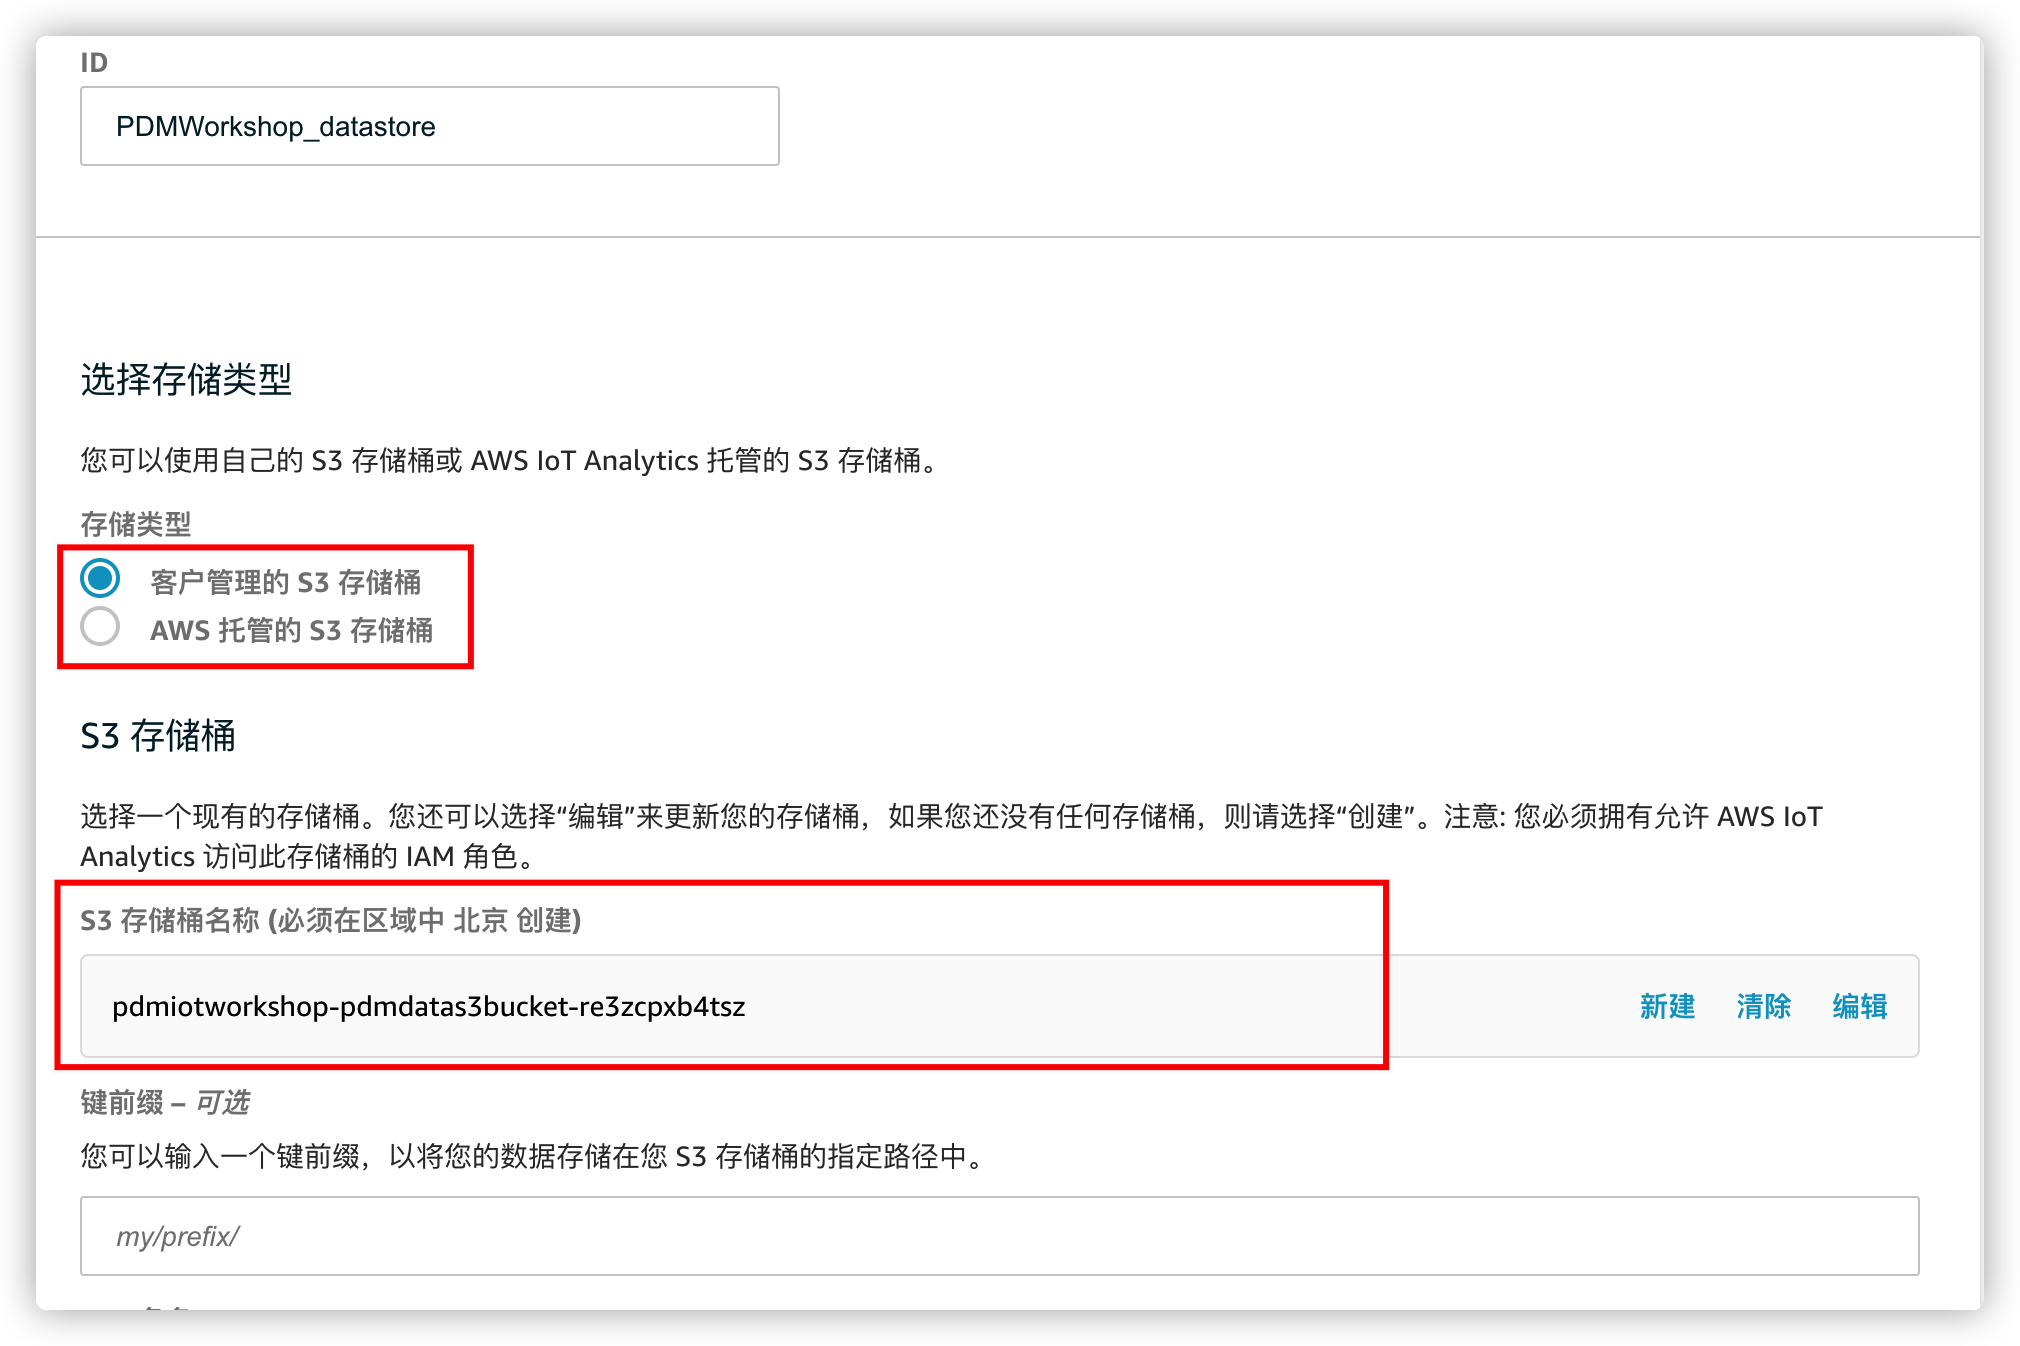 ID
PDMWorkshop_datastore
选择存储类型
您可以使用自己的 S3 存储桶或 AWS IoT Analytics 托管的 S3 存储桶。
存储类型
客户管理的 S3 存储桶
AWS 托管的 S3 存储桶
S3 存储桶
选择一个现有的存储桶。您还可以选择“编辑”来更新您的存储桶，如果您还没有任何存储桶，则请选择“创建”。注意: 您必须拥有允许 AWS IoT
Analytics 访问此存储桶的 IAM 角色。
S3 存储桶名称 (必须在区域中 北京 创建)
pdmiotworkshop-pdmdatas3bucket-re3zcpxb4tsz 新建 清除 编辑
键前缀 – 可选
您可以输入一个键前缀，以将您的数据存储在您 S3 存储桶的指定路径中。
my/prefix/